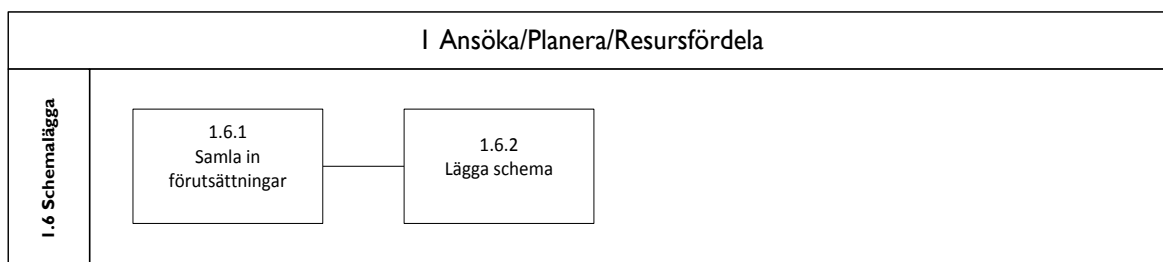 1 Ansöka/Planera/Resursfördela
1.6 Schemalägga
1.6.1
Samla in
förutsättningar
1.6.2
Lägga schema